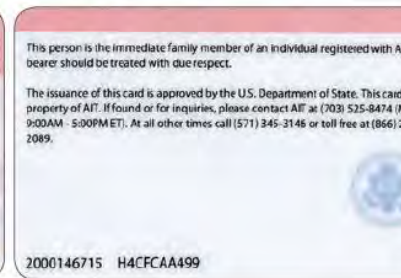 This person is the immediate family member of an individual registered with A
bearer should be treated with due respect.
The issuance of this card is approved by the U.S. Department of State. This card
property of AIT. If found or for inquiries, please contact AIT at (703) 525-8474 (
9:00AM - 5:00PM ET). At all other times call (571) 345-3146 or toll free at (866) 2
2089.
2000146715 H4CFCAA499